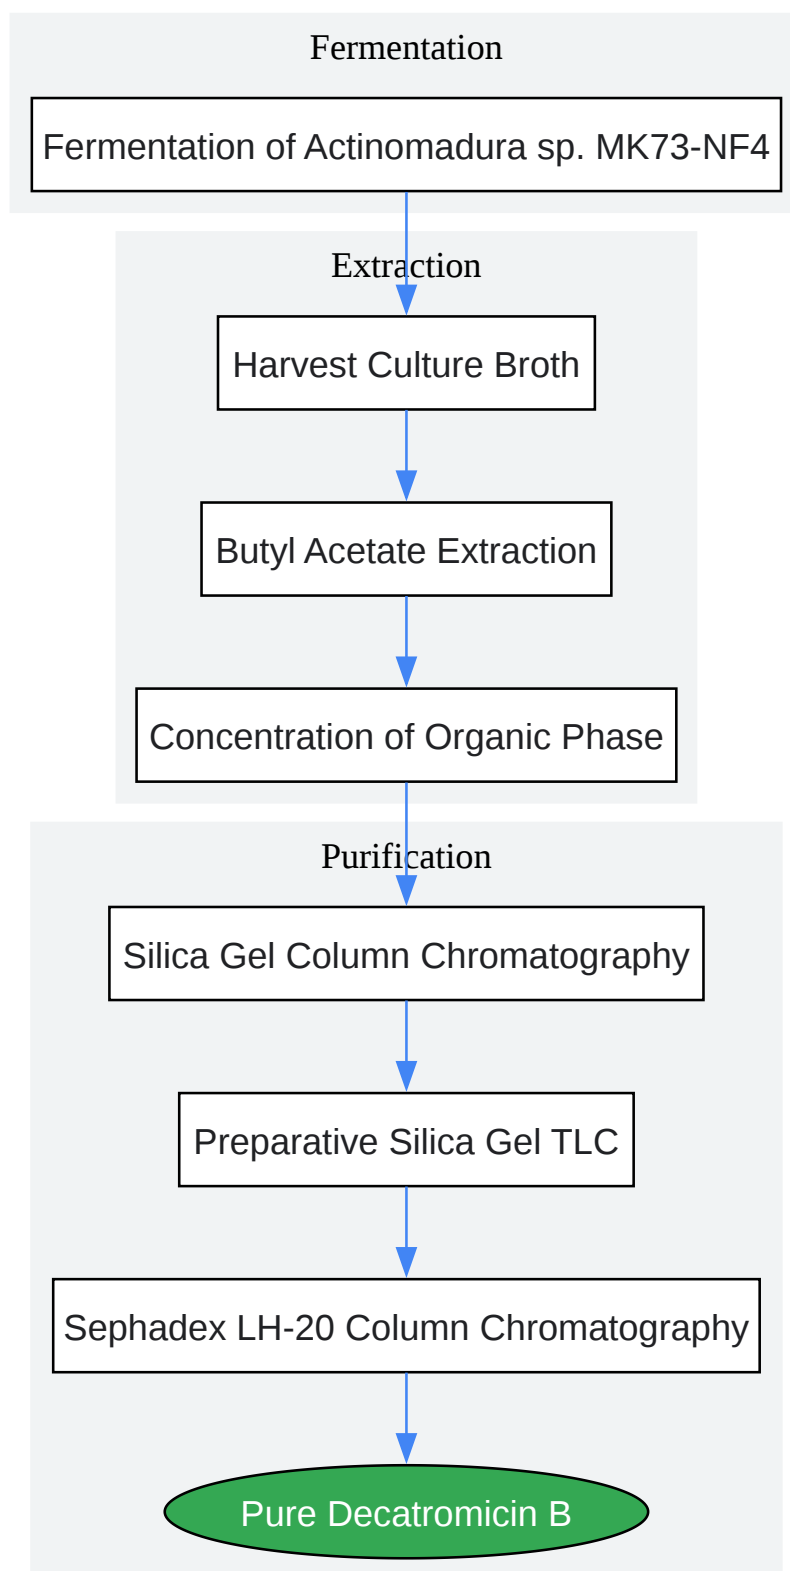 Fermentation
Fermentation of Actinomadura sp. MK73-NF4
Extraction
Harvest Culture Broth
Butyl Acetate Extraction
Concentration of Organic Phase
Purification
Silica Gel Column Chromatography
Preparative Silica Gel TLC
Sephadex LH-20 Column Chromatography
Pure Decatromicin B